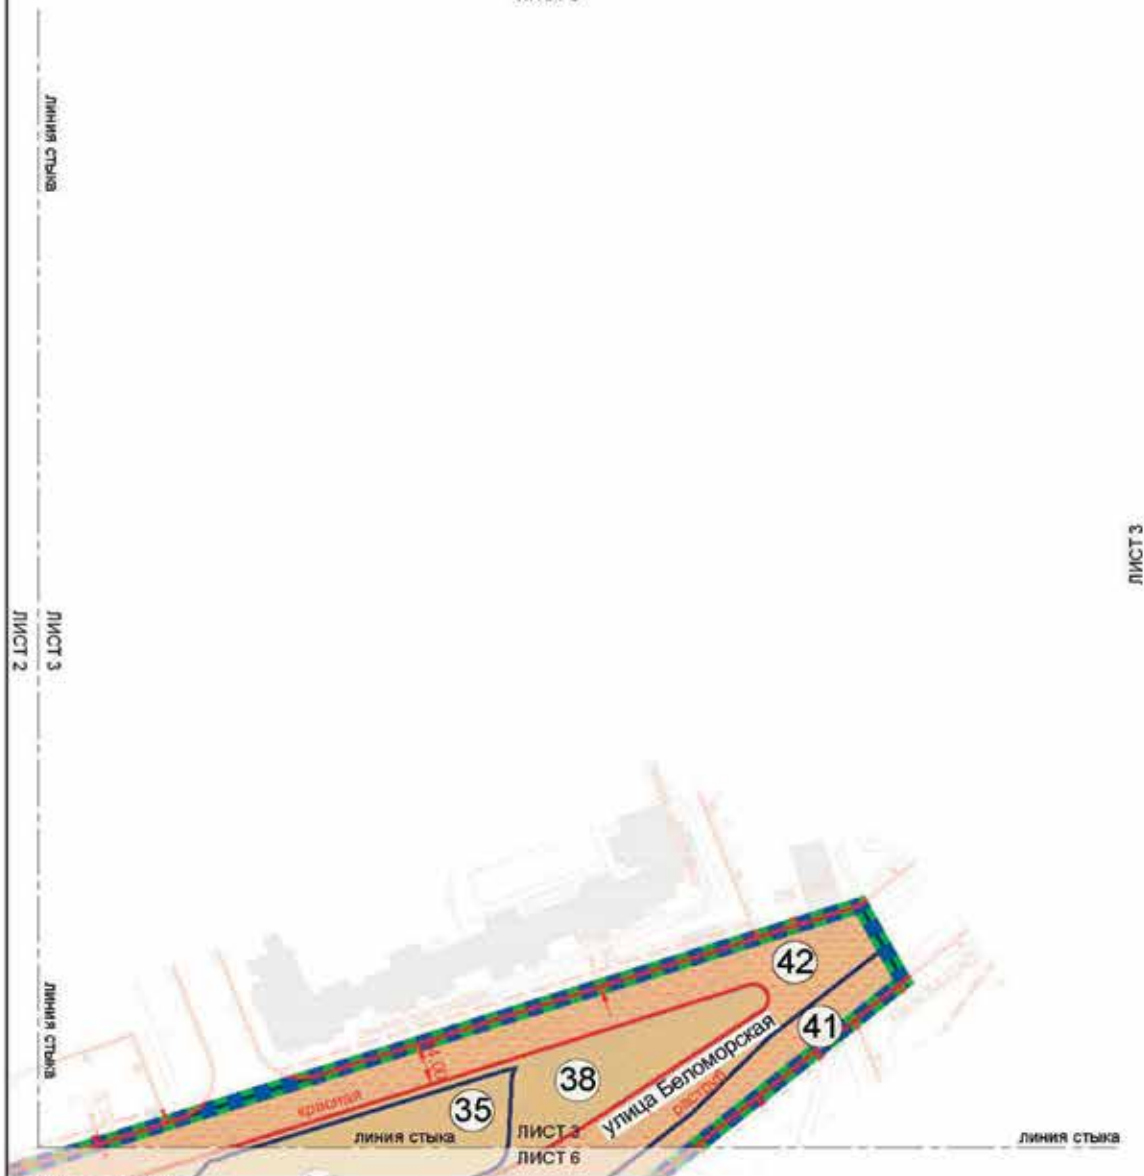 линия стыка
ЛИСТ 3
ЛИСТ 3
ЛИСТ 2
42
линия стыка
41
38
улица Беломорская
красная
35
линия стыка
ЛИСТ 3
ЛИСТ 6
линия стыка